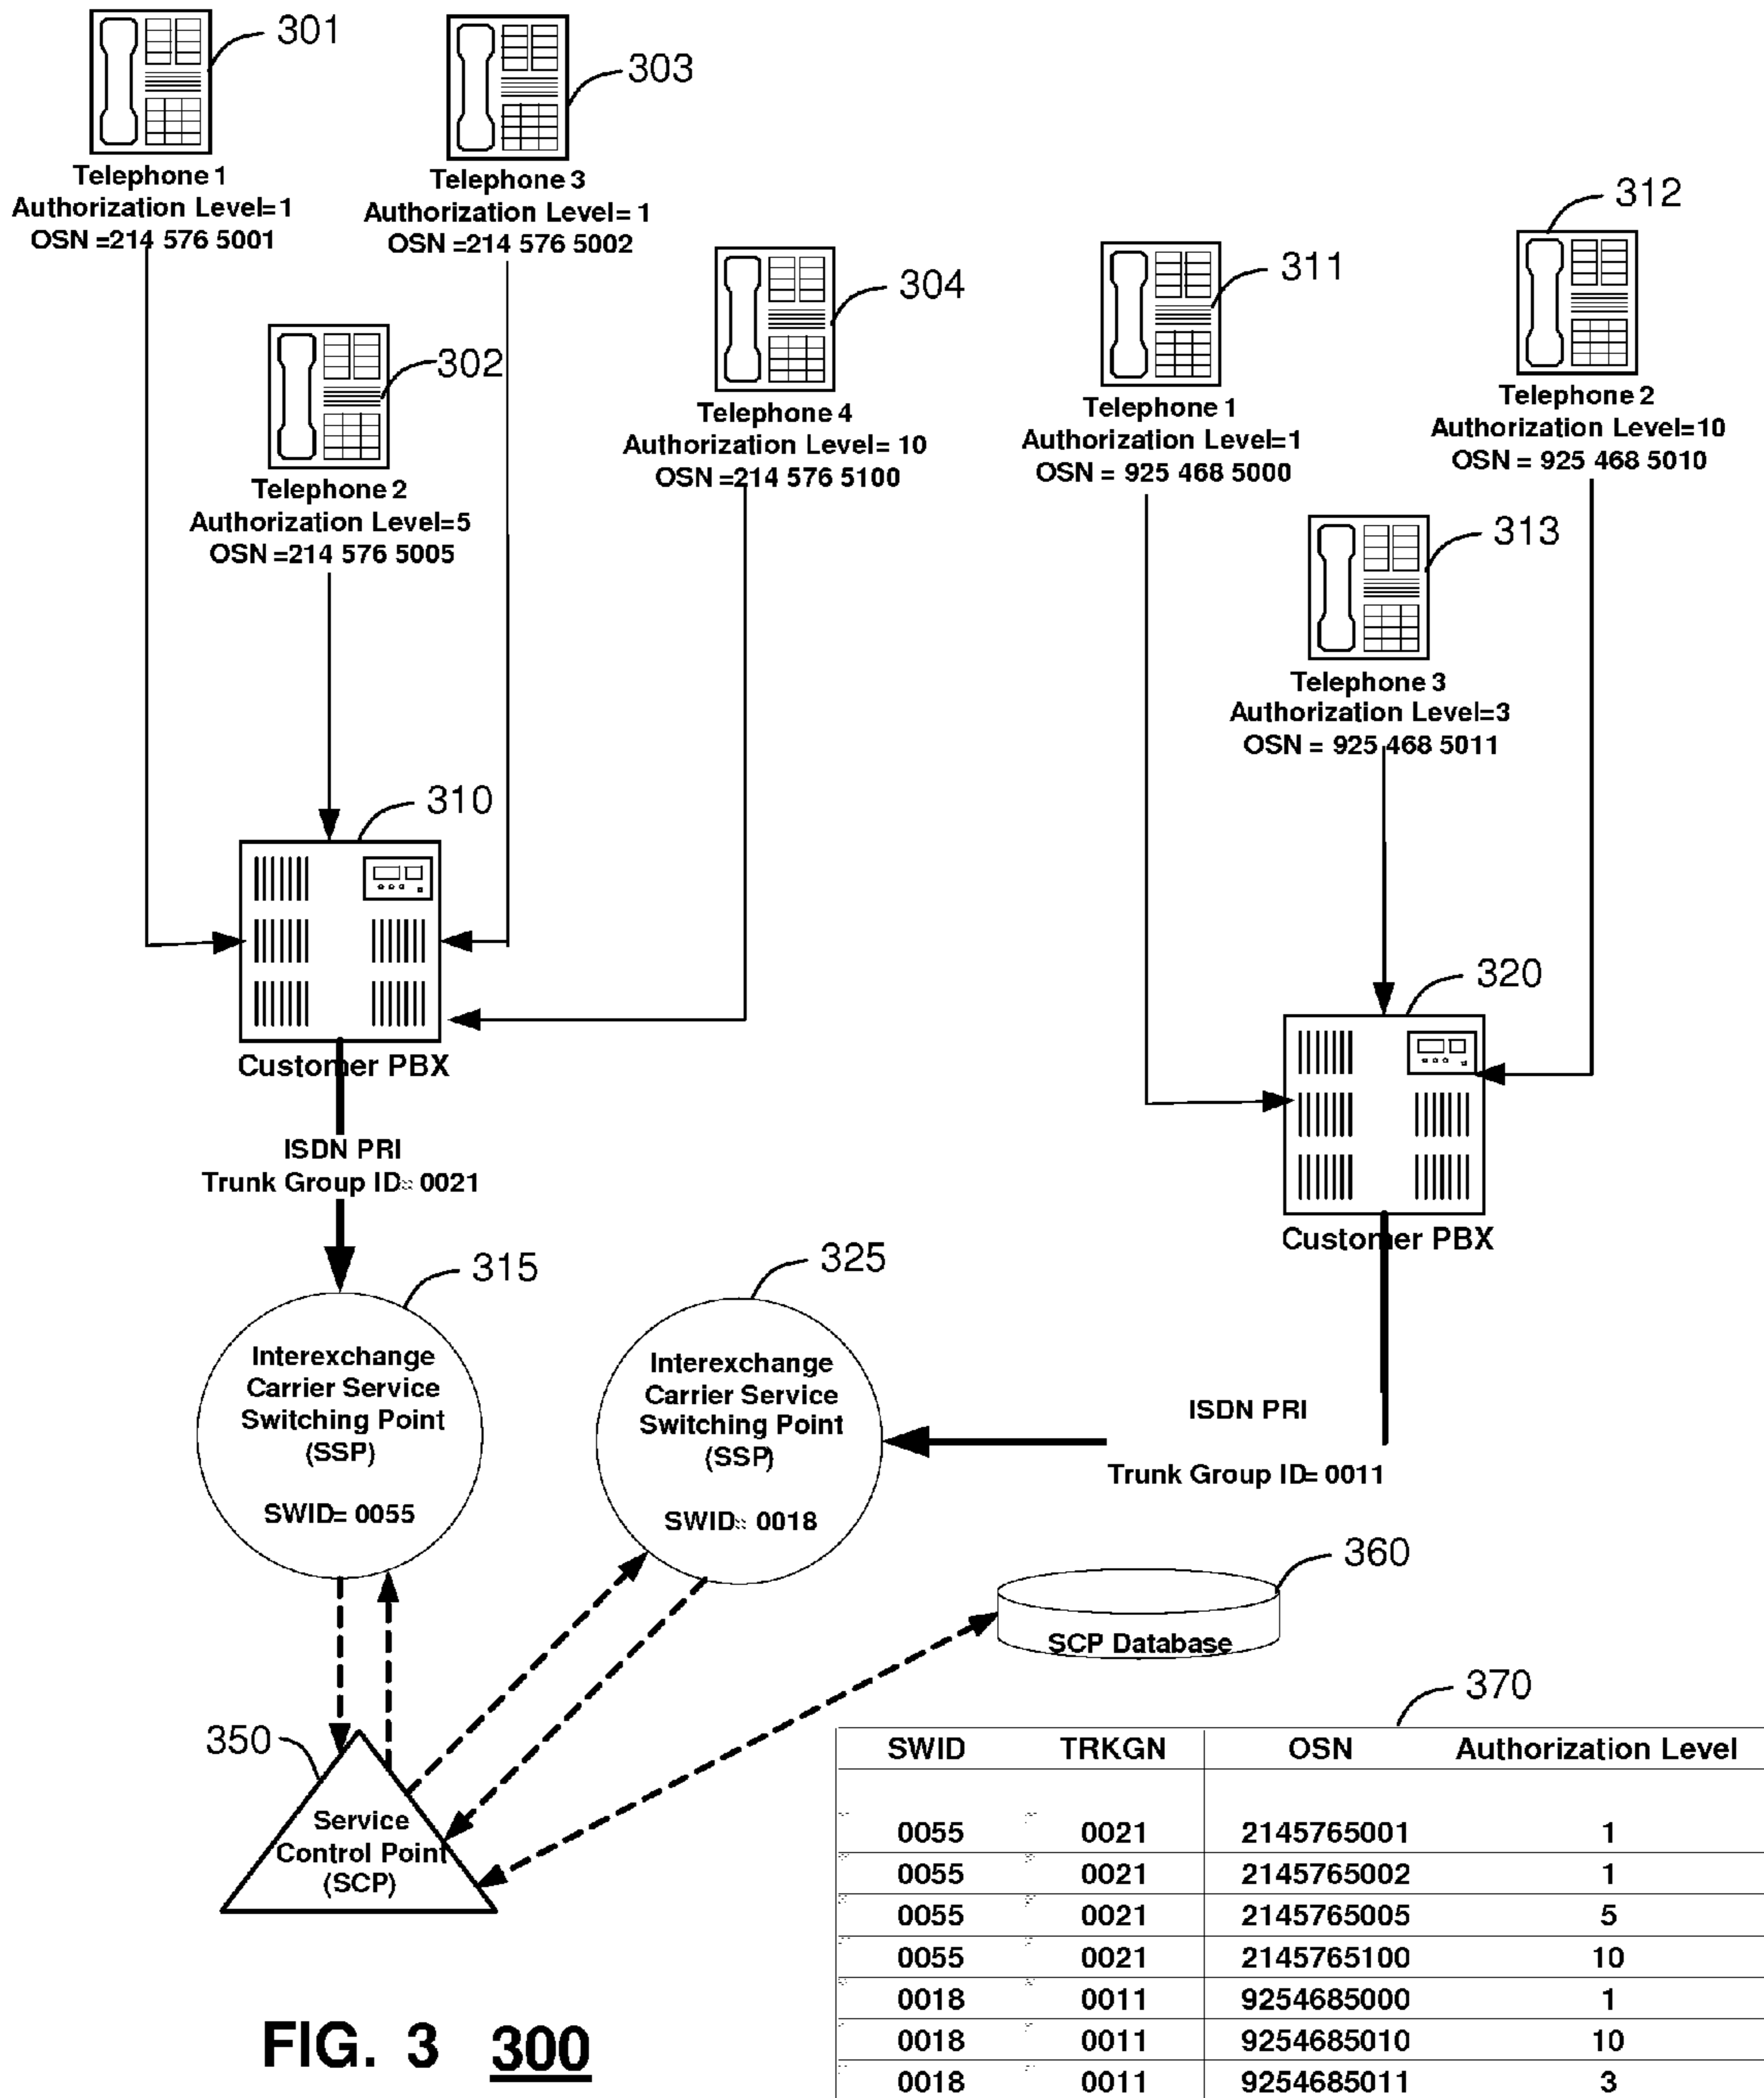 301
Telephone 1
Authorization Level=1
OSN =214 576 5001
303
Telephone 3
Authorization Level= 1
OSN =214 576 5002
302
Telephone 2
Authorization Level=5
OSN =214 576 5005
304
Telephone 4
Authorization Level= 10
OSN =214 576 5100
311
Telephone 1
Authorization Level=1
OSN = 925 468 5000
312
Telephone 2
Authorization Level=10
OSN = 925 468 5010
313
Telephone 3
Authorization Level=3
OSN = 925 468 5011
310
Customer PBX
ISDN PRI
Trunk Group ID= 0021
320
Customer PBX
ISDN PRI
Trunk Group ID= 0011
315
Interexchange
Carrier Service
Switching Point
(SSP)
SWID= 0055
325
Interexchange
Carrier Service
Switching Point
(SSP)
SWID= 0018
360
SCP Database
350
Service
Control Point
(SCP)
370
SWID TRKGN OSN Authorization Level
0055 0021 2145765001 1
0055 0021 2145765002 1
0055 0021 2145765005 5
0055 0021 2145765100 10
0018 0011 9254685000 1
0018 0011 9254685010 10
0018 0011 9254685011 3
FIG. 3 300